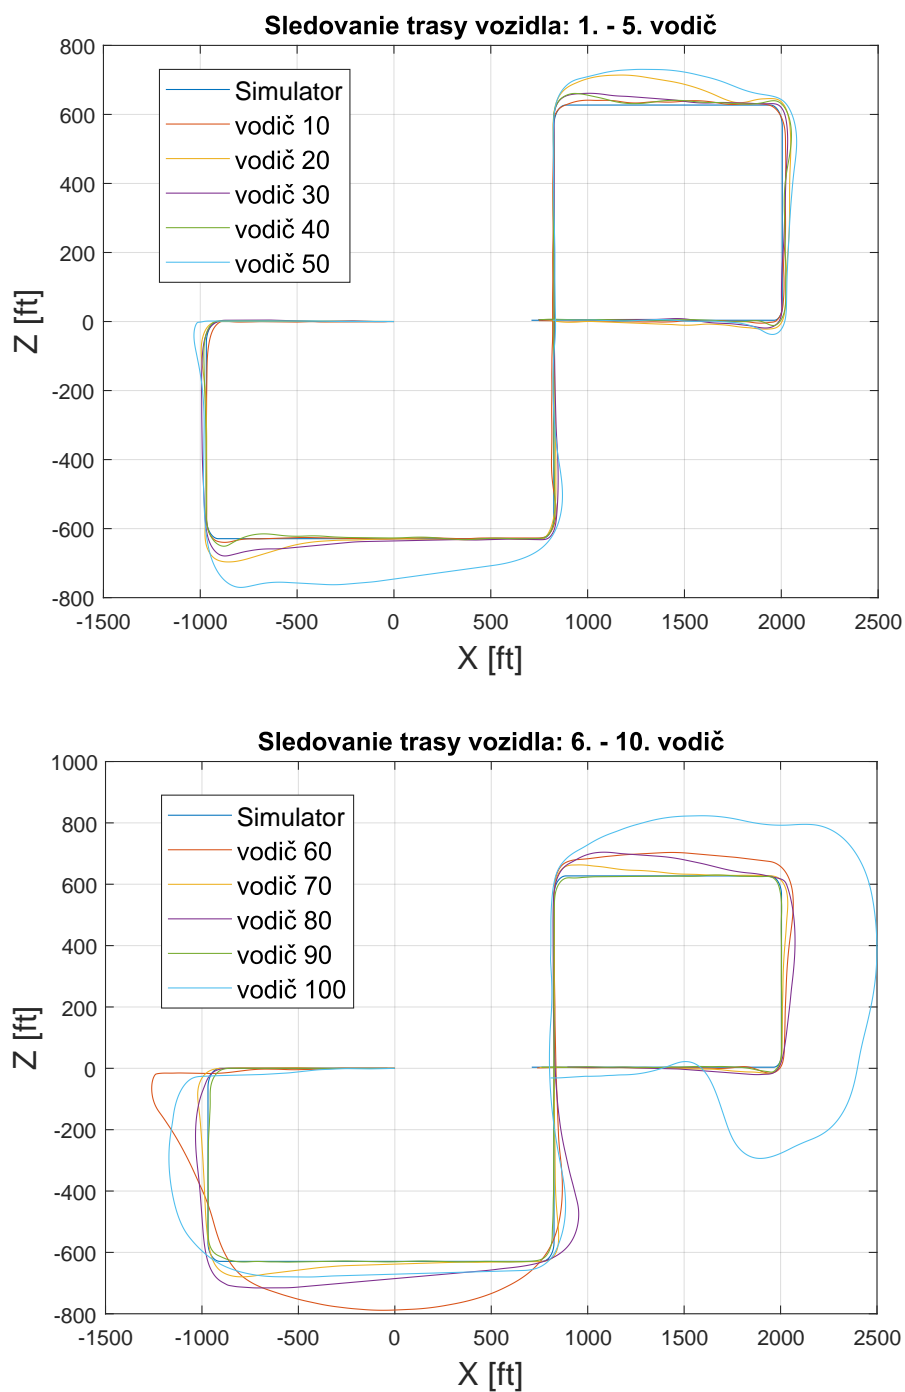 Sledovanie trasy vozidla: 1. - 5. vodič
800
600
400
200
0
-200
-400
-600
-800
Z [ft]
Simulator
vodič 10
vodič 20
vodič 30
vodič 40
vodič 50
-1500 -1000 -500 0 500 1000 1500 2000 2500
X [ft]
Sledovanie trasy vozidla: 6. - 10. vodič
1000
800
600
400
200
0
-200
-400
-600
-800
Z [ft]
Simulator
vodič 60
vodič 70
vodič 80
vodič 90
vodič 100
-1500 -1000 -500 0 500 1000 1500 2000 2500
X [ft]